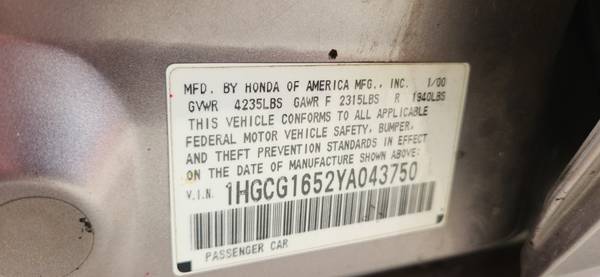 MFD. BY HONDA OF AMERICA MFG., INC. 1/00
GVWR 4235LBS GAWR F 2315LBS R 1940LBS
THIS VEHICLE CONFORMS TO ALL APPLICABLE
FEDERAL MOTOR VEHICLE SAFETY, BUMPER,
AND THEFT PREVENTION STANDARDS IN EFFECT
ON THE DATE OF MANUFACTURE SHOWN ABOVE:
V.I.N. 1HGCG1652YA043750
PASSENGER CAR